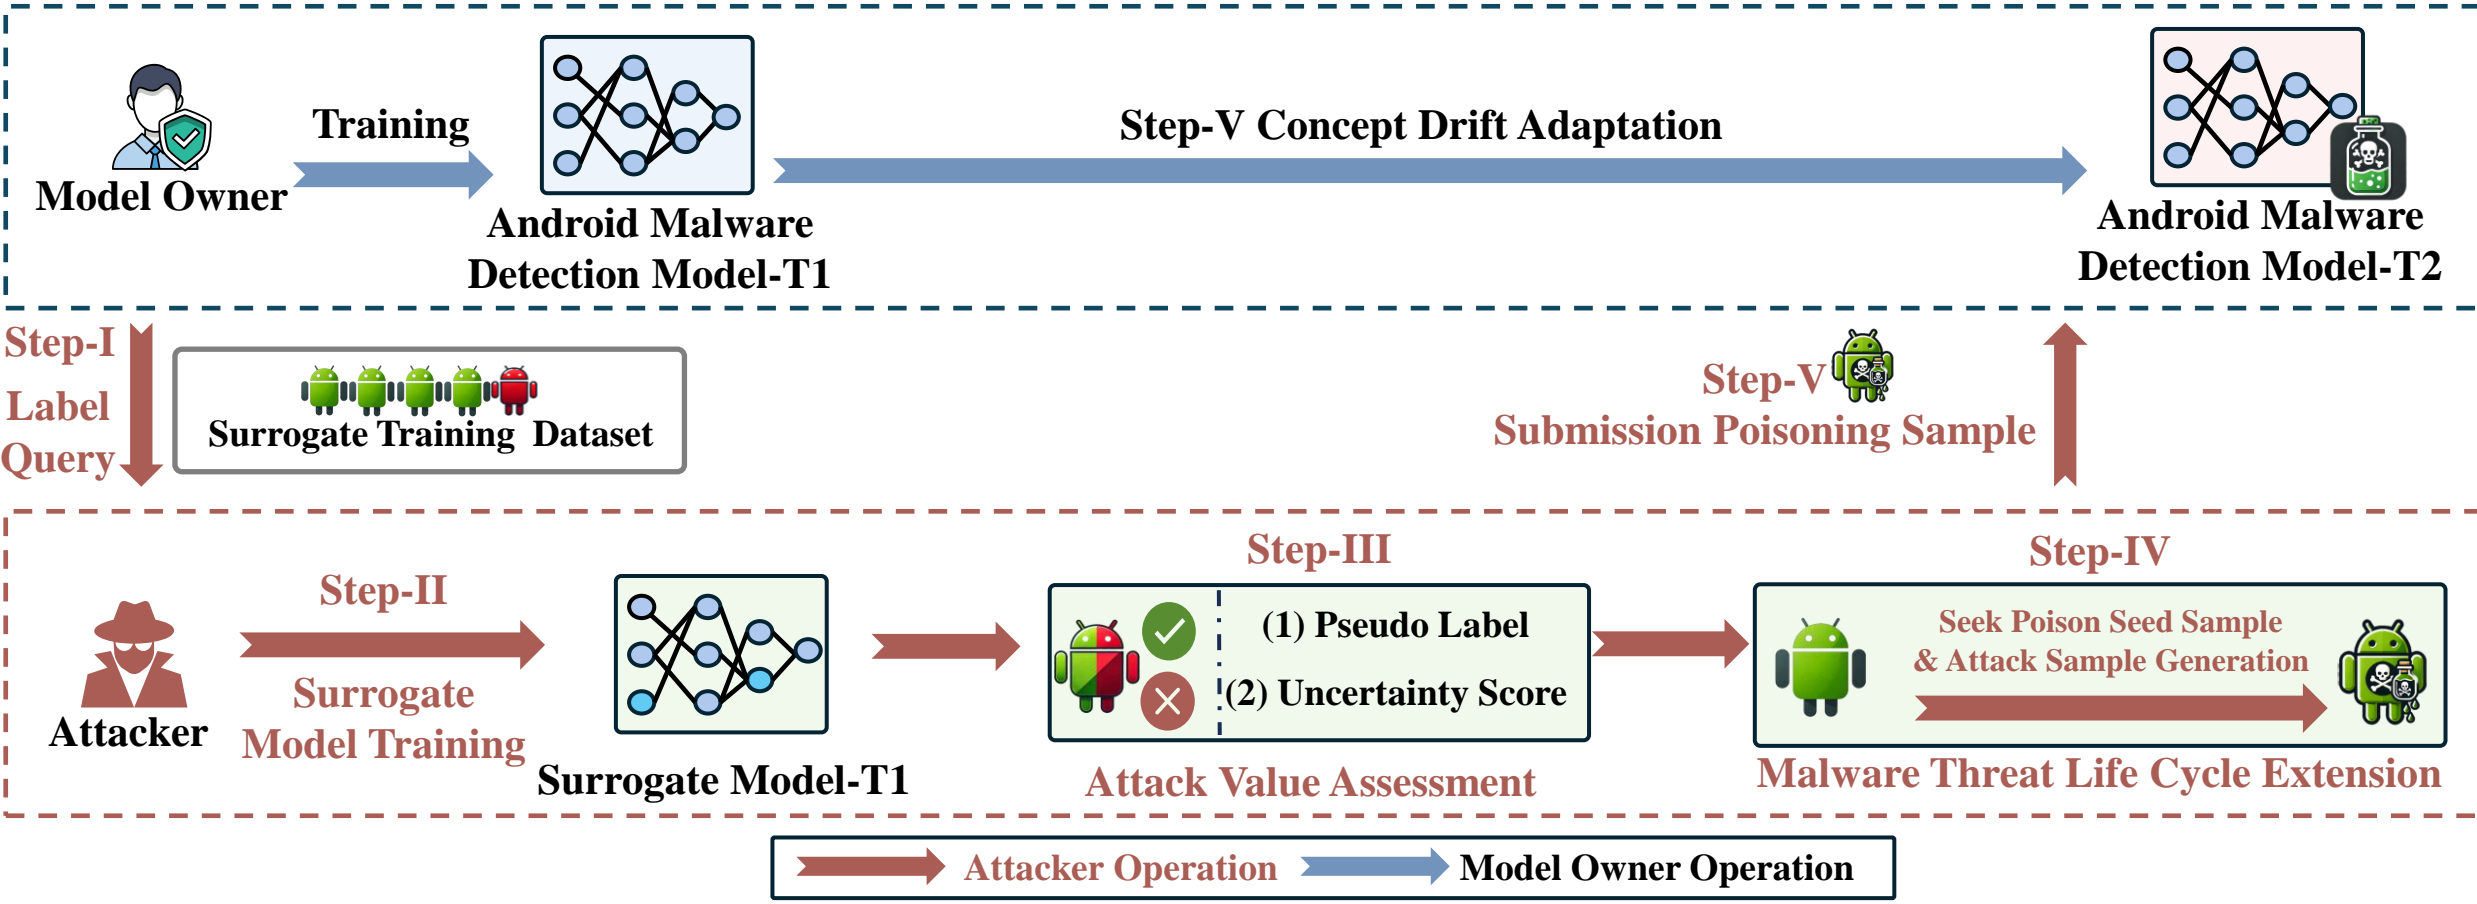 Model Owner
Training
Android Malware
Detection Model-T1
Step-V Concept Drift Adaptation
Android Malware
Detection Model-T2
Step-I
Label
Query
Surrogate Training Dataset
Step-V
Submission Poisoning Sample
Attacker
Step-II
Surrogate
Model Training
Surrogate Model-T1
Step-III
(1) Pseudo Label
(2) Uncertainty Score
Attack Value Assessment
Step-IV
Seek Poison Seed Sample
& Attack Sample Generation
Malware Threat Life Cycle Extension
Attacker Operation
Model Owner Operation